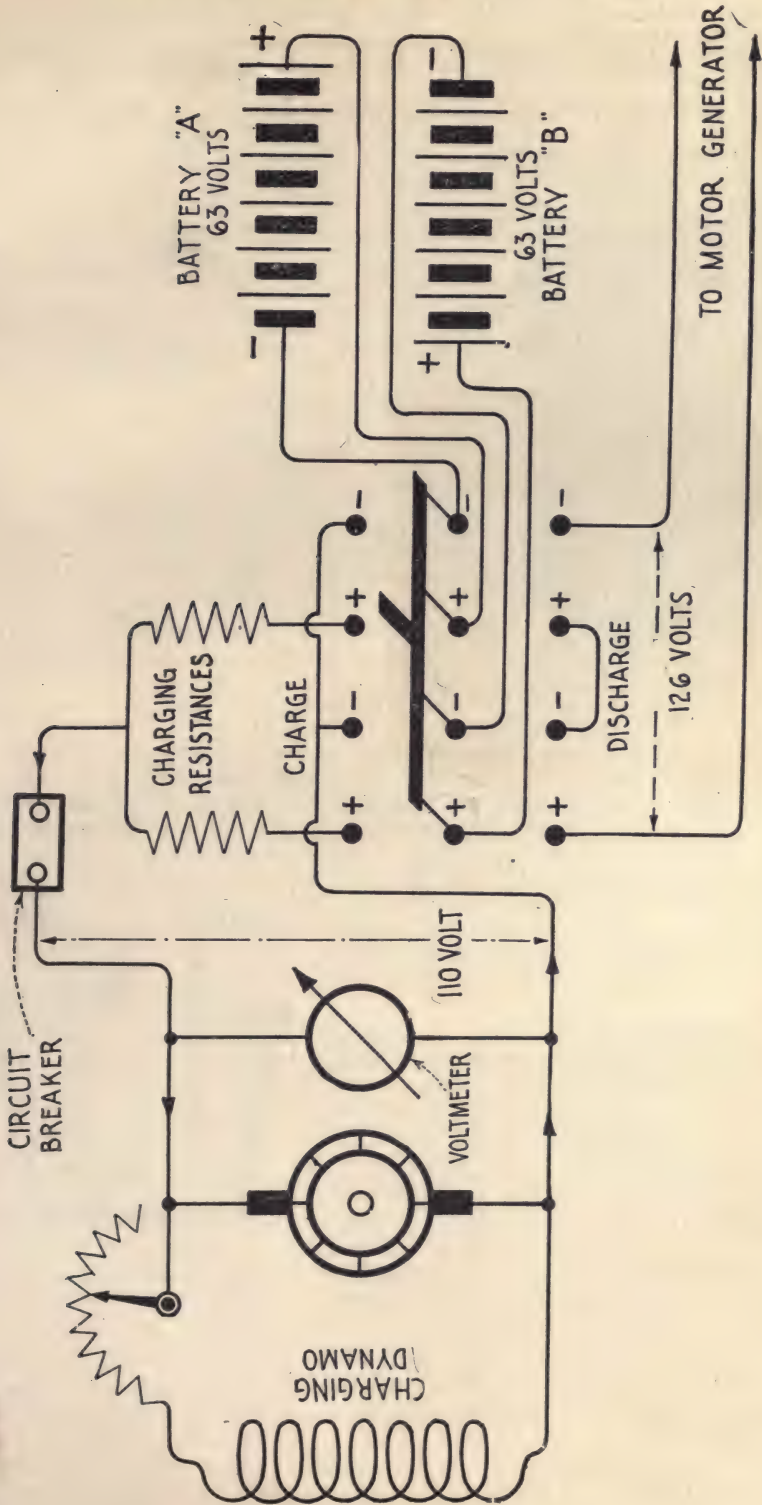 CIRCUIT
BREAKER
CHARGING
RESISTANCES
BATTERY "A"
63 VOLTS
+
-
-
63 VOLTS
BATTERY "B"
+
CHARGE
+
-
+
-
+
-
+
-
+
-
+
-
DISCHARGE
126 VOLTS
TO MOTOR GENERATOR
110 VOLT
VOLTMETER
CHARGING
DYNAMO